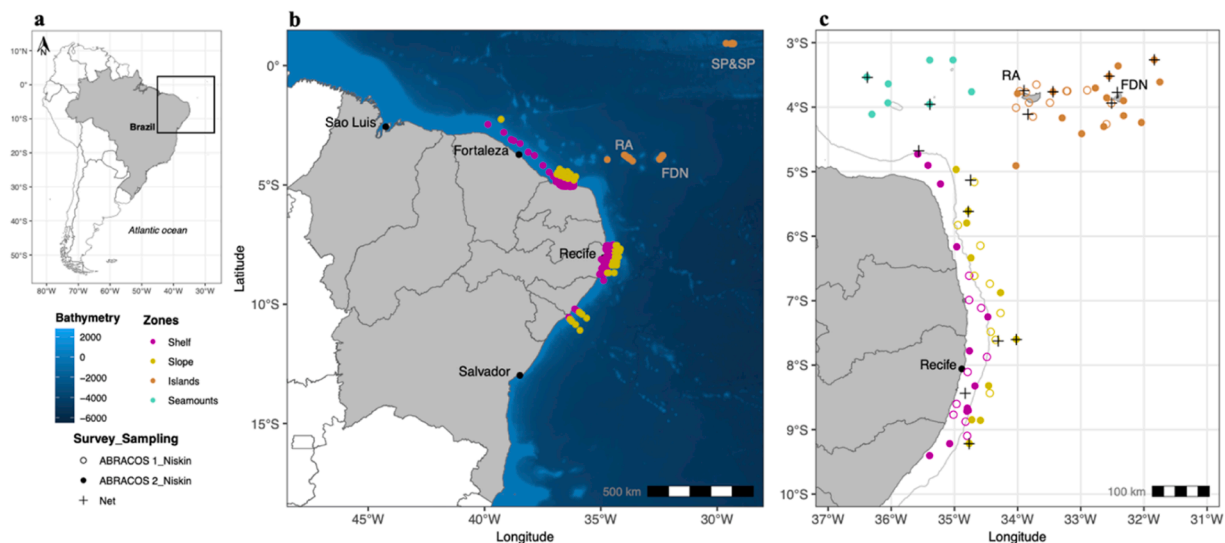 a
N
10°N
0°
10°S
20°S
30°S
40°S
50°S
Brazil
Atlantic ocean
80°W 70°W 60°W 50°W 40°W 30°W
Bathymetry
2800
0
−2000
−4000
−6000
Zones
Shelf
Slope
Islands
Seamounts
Survey_Sampling
ABRACOS 1_Niskin
ABRACOS 2_Niskin
Net
b
Latitude
0°
5°S
10°S
15°S
SP&SP
Sao Luis
Fortaleza
RA
FDN
Recife
Salvador
500 km
45°W 40°W 35°W 30°W
Longitude
c
3°S
4°S
5°S
6°S
7°S
8°S
9°S
10°S
RA
FDN
Recife
100 km
37°W 36°W 35°W 34°W 33°W 32°W 31°W
Longitude